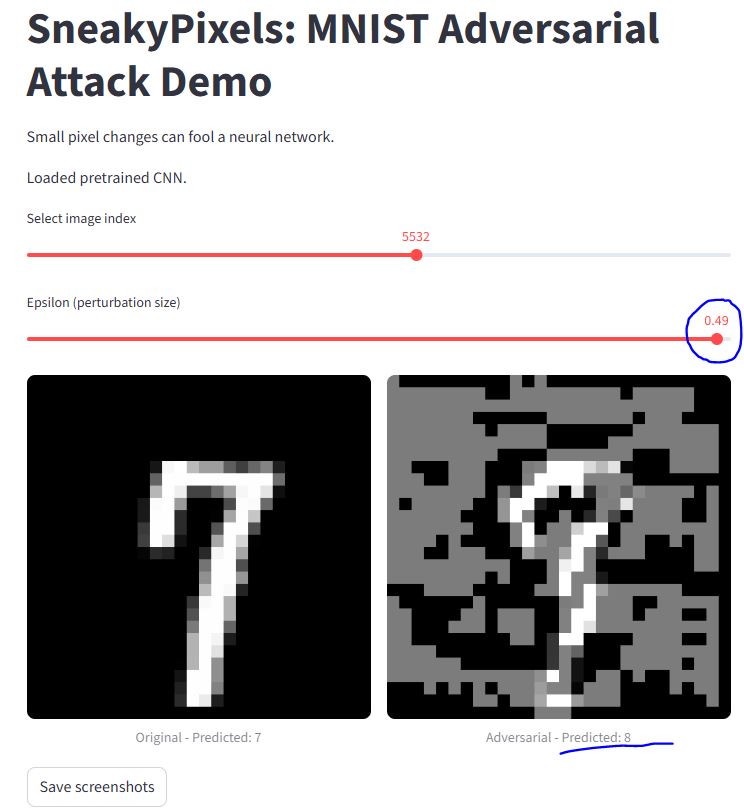 SneakyPixels: MNIST Adversarial
Attack Demo
Small pixel changes can fool a neural network.
Loaded pretrained CNN.
Select image index
5532
Epsilon (perturbation size)
0.49
Original - Predicted: 7
Adversarial - Predicted: 8
Save screenshots